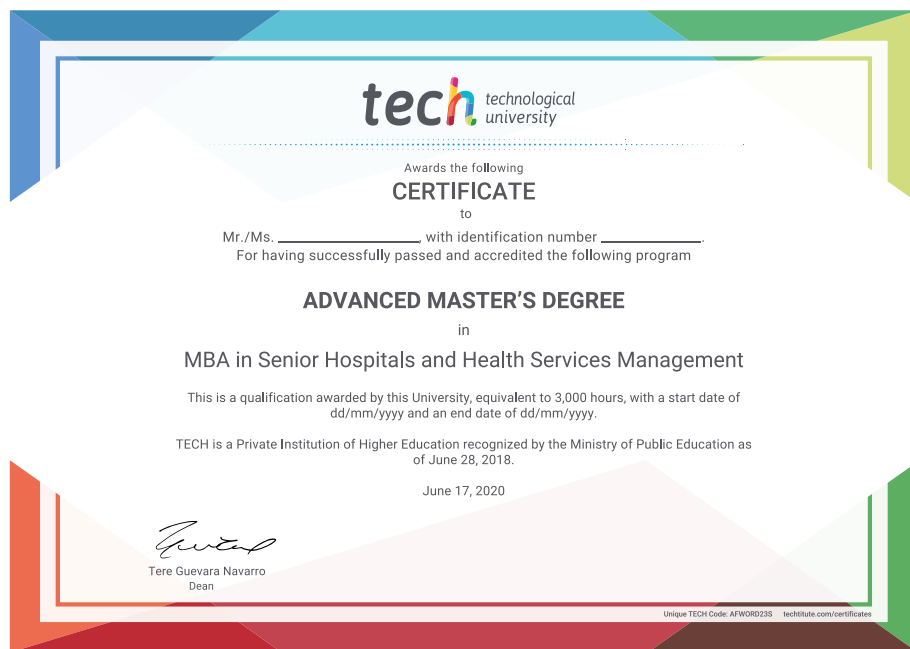 tech technological
university
Awards the following
CERTIFICATE
to
Mr./Ms. ____________, with identification number ____________.
For having successfully passed and accredited the following program
ADVANCED MASTER’S DEGREE
in
MBA in Senior Hospitals and Health Services Management
This is a qualification awarded by this University, equivalent to 3,000 hours, with a start date of
dd/mm/yyyy and an end date of dd/mm/yyyy.
TECH is a Private Institution of Higher Education recognized by the Ministry of Public Education as
of June 28, 2018.
June 17, 2020
Tere Guevara Navarro
Dean
Unique TECH Code: AFWORD23S techtitute.com/certificates